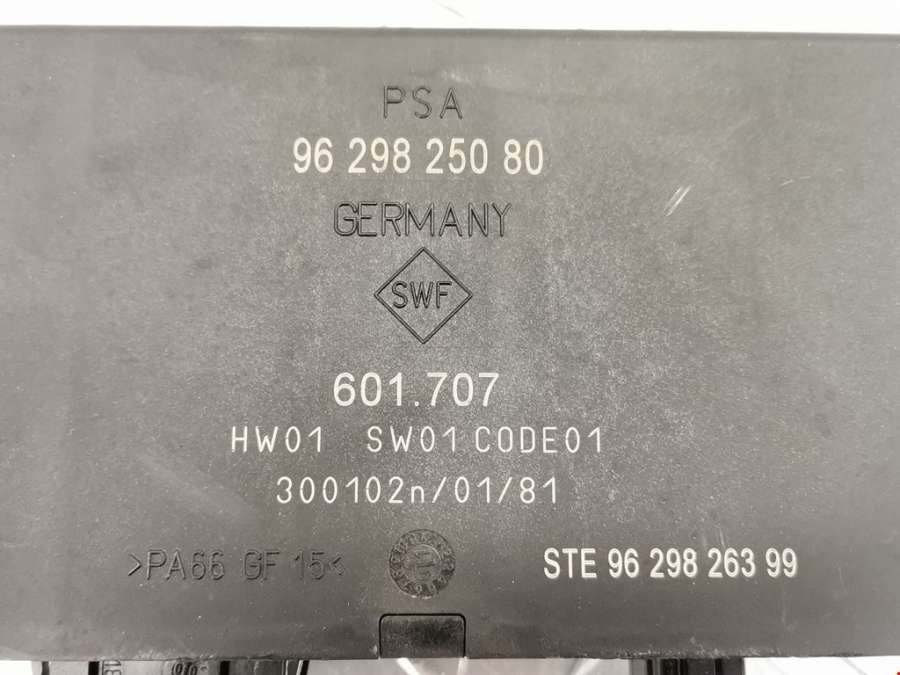 PSA
96 298 250 80
GERMANY
SWF
601.707
HW01 SW01 CODE01
300102n/01/81
>PA66 GF 15<
STE 96 298 263 99